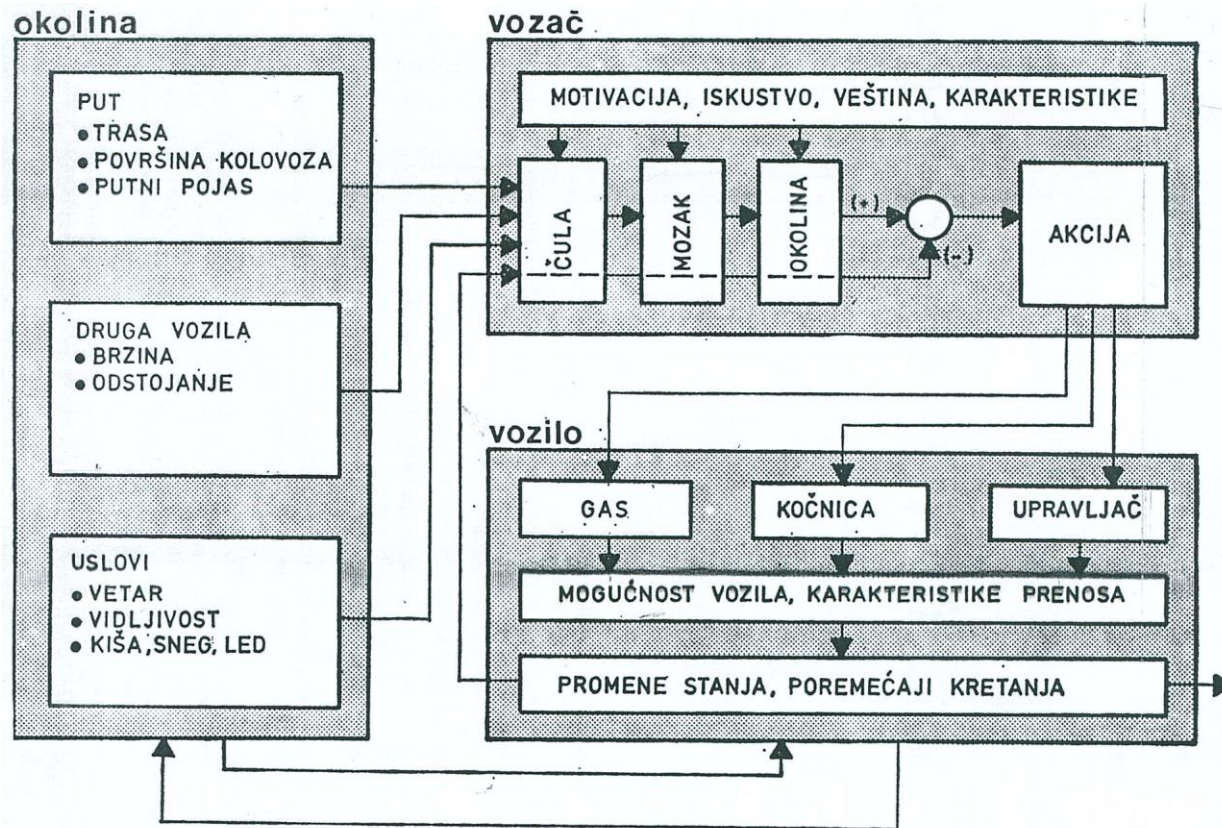 okolina
PUT
• TRASA
• POVRŠINA KOLOVOZA
• PUTNI POJAS
DRUGA VOZILA
• BRZINA
• ODSTOJANJE
USLOVI
• VETAR
• VIDLJIVOST
• KIŠA, SNEG, LED
vozač
MOTIVACIJA, ISKUSTVO, VEŠTINA, KARAKTERISTIKE
ČULA
MOZAK
OKOLINA
(+)
(-)
AKCIJA
vozilo
GAS
KOČNICA
UPRAVLJAČ
MOGUĆNOST VOZILA, KARAKTERISTIKE PRENOSA
PROMENE STANJA, POREMEĆAJI KRETANJA